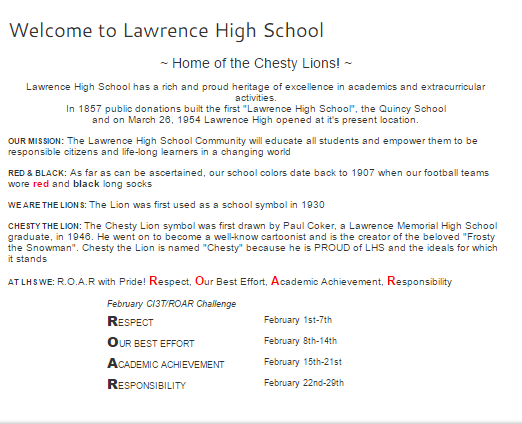 Welcome to Lawrence High School
~ Home of the Chesty Lions! ~
Lawrence High School has a rich and proud heritage of excellence in academics and extracurricular
activities.
In 1857 public donations built the first "Lawrence High School", the Quincy School
and on March 26, 1954 Lawrence High opened at it's present location.
OUR MISSION: The Lawrence High School Community will educate all students and empower them to be
responsible citizens and life-long learners in a changing world
RED & BLACK: As far as can be ascertained, our school colors date back to 1907 when our football teams
wore red and black long socks
WE ARE THE LIONS: The Lion was first used as a school symbol in 1930
CHESTY THE LION: The Chesty Lion symbol was first drawn by Paul Coker, a Lawrence Memorial High School
graduate, in 1946. He went on to become a well-know cartoonist and is the creator of the beloved "Frosty
the Snowman". Chesty the Lion is named "Chesty" because he is PROUD of LHS and the ideals for which
it stands
AT LHS WE: R.O.A.R with Pride! Respect, Our Best Effort, Academic Achievement, Responsibility
February CI3T/ROAR Challenge
RESPECT February 1st-7th
OUR BEST EFFORT February 8th-14th
ACADEMIC ACHIEVEMENT February 15th-21st
RESPONSIBILITY February 22nd-29th